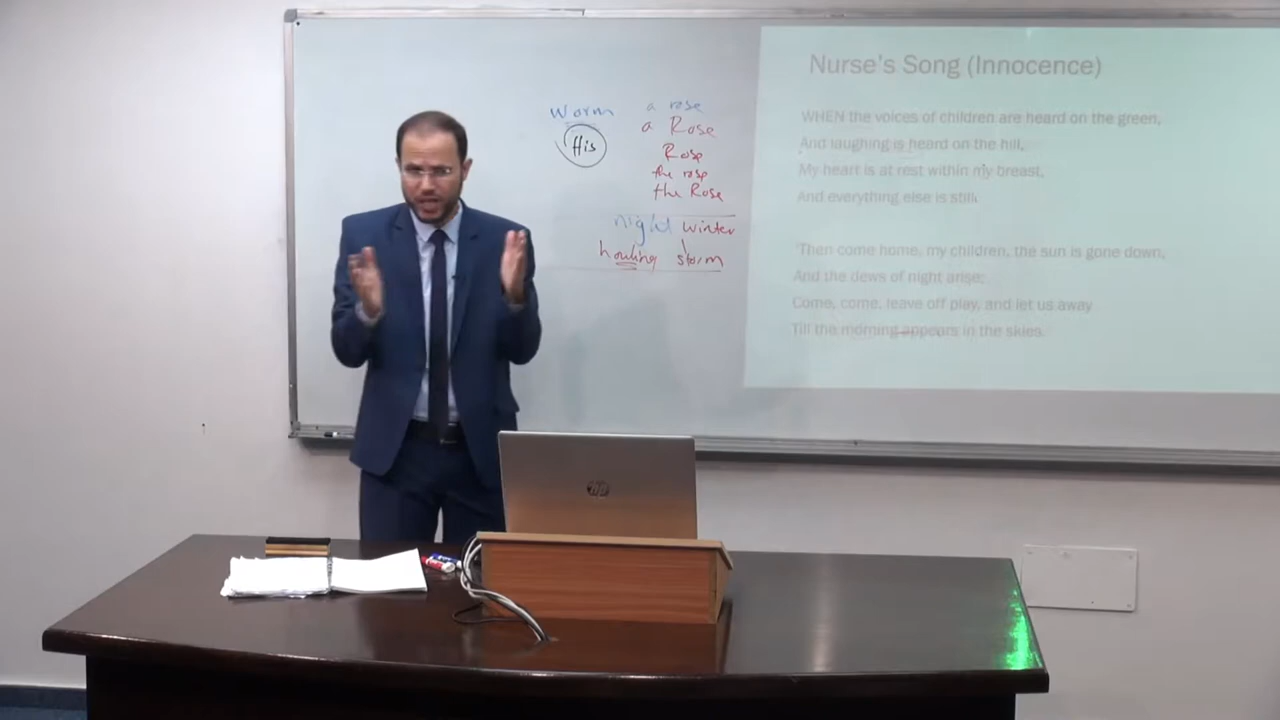 Worm
His
a rose
a Rose
Rose
the rose
the Rose
night winter
howling storm
Nurse's Song (Innocence)
WHEN the voices of children are heard on the green,
And laughing is heard on the hill,
My heart is at rest within my breast,
And everything else is still.
'Then come home, my children, the sun is gone down,
And the dews of night arise;
Come, come, leave off play, and let us away
Till the morning appears in the skies.
hp